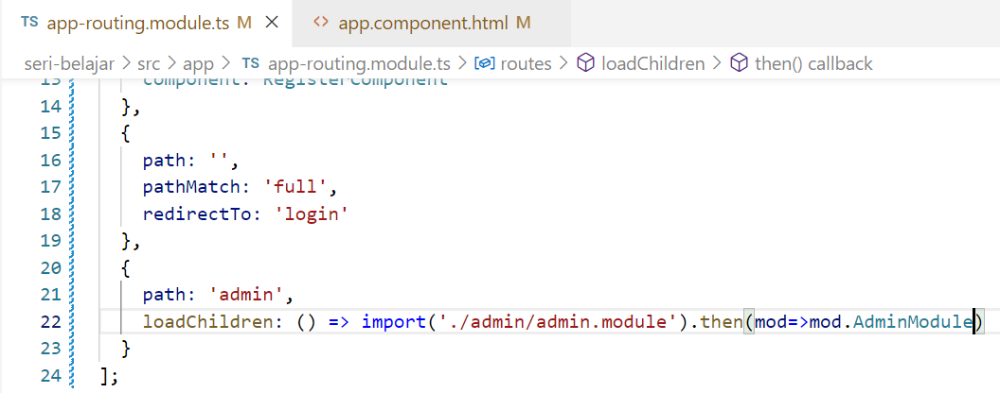 TS app-routing.module.ts M × <> app.component.html M
seri-belajar > src > app > TS app-routing.module.ts > routes > loadChildren > then() callback
13 component: RegisterComponent
14 },
15 {
16 path: '',
17 pathMatch: 'full',
18 redirectTo: 'login'
19 },
20 {
21 path: 'admin',
22 loadChildren: () => import('./admin/admin.module').then(mod=>mod.AdminModule)
23 }
24 ];